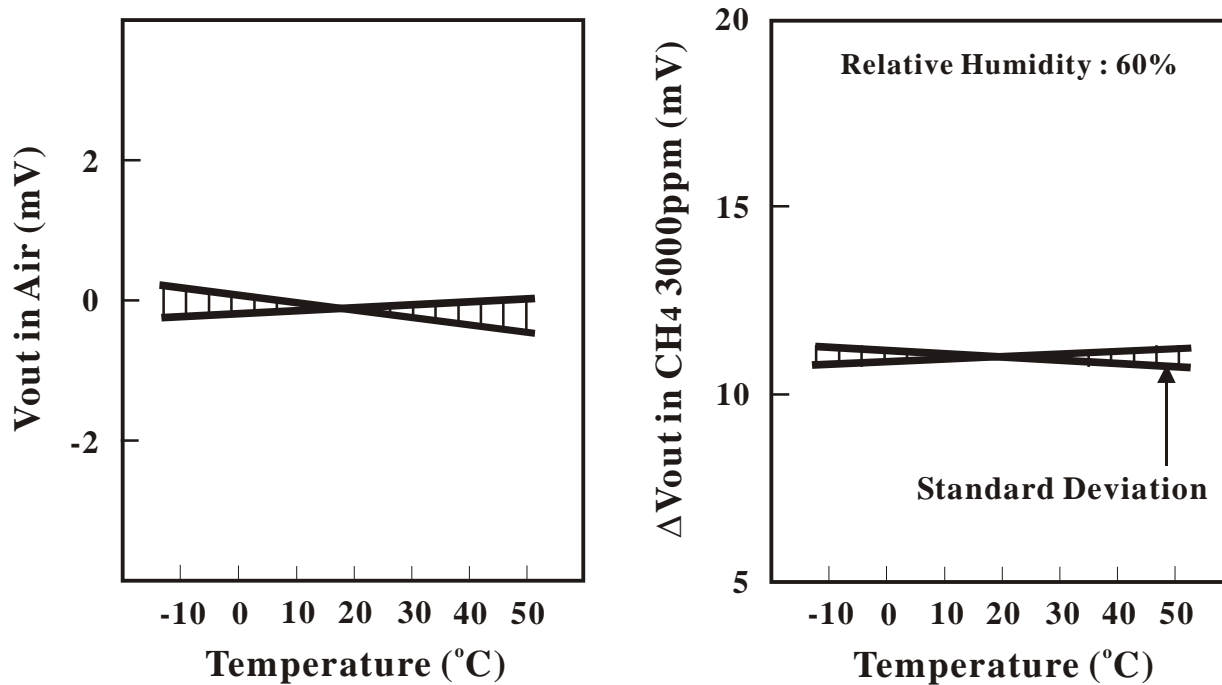 Vout in Air (mV)
2
0
-2
-10 0 10 20 30 40 50
Temperature (°C)
ΔVout in CH4 3000ppm (mV)
20
15
10
5
Relative Humidity : 60%
Standard Deviation
-10 0 10 20 30 40 50
Temperature (°C)